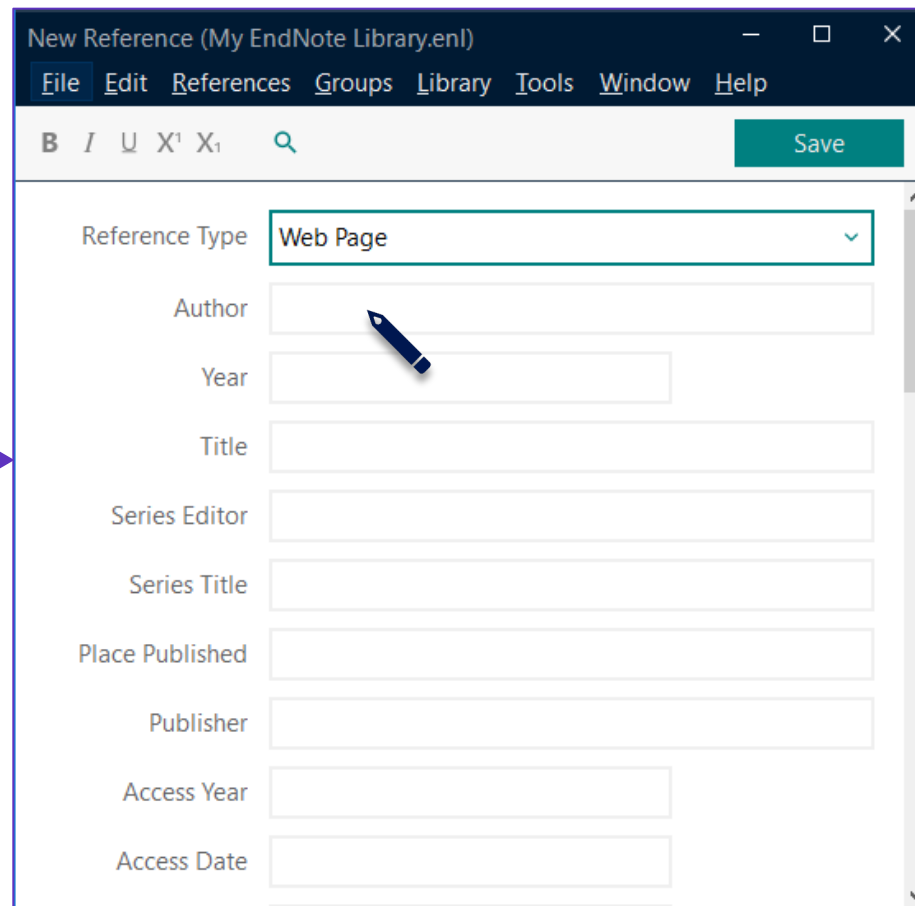 New Reference (My EndNote Library.enl)
File Edit References Groups Library Tools Window Help
B I U X¹ X₁ Save
Reference Type Web Page
Author
Year
Title
Series Editor
Series Title
Place Published
Publisher
Access Year
Access Date